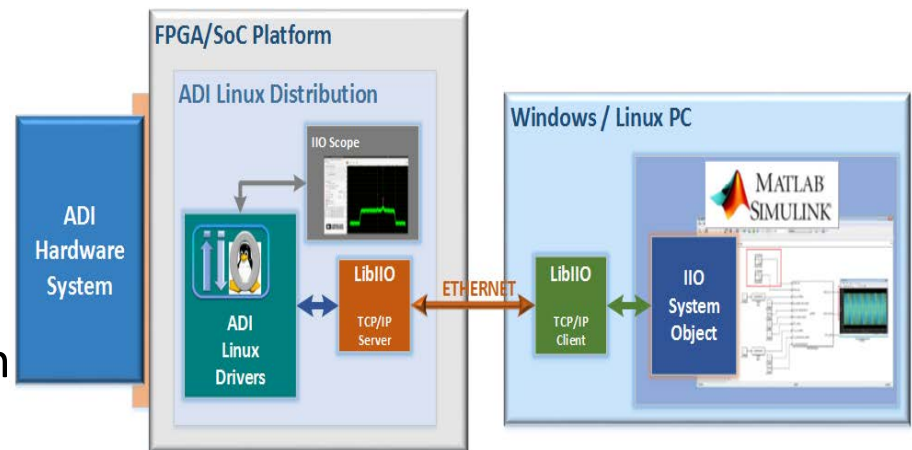 FPGA/SoC Platform
ADI Linux Distribution
IIO Scope
ADI
Hardware
System
ADI
Linux
Drivers
LibIIO
TCP/IP
Server
ETHERNET
Windows / Linux PC
MATLAB
SIMULINK®
LibIIO
TCP/IP
Client
IIO
System
Object